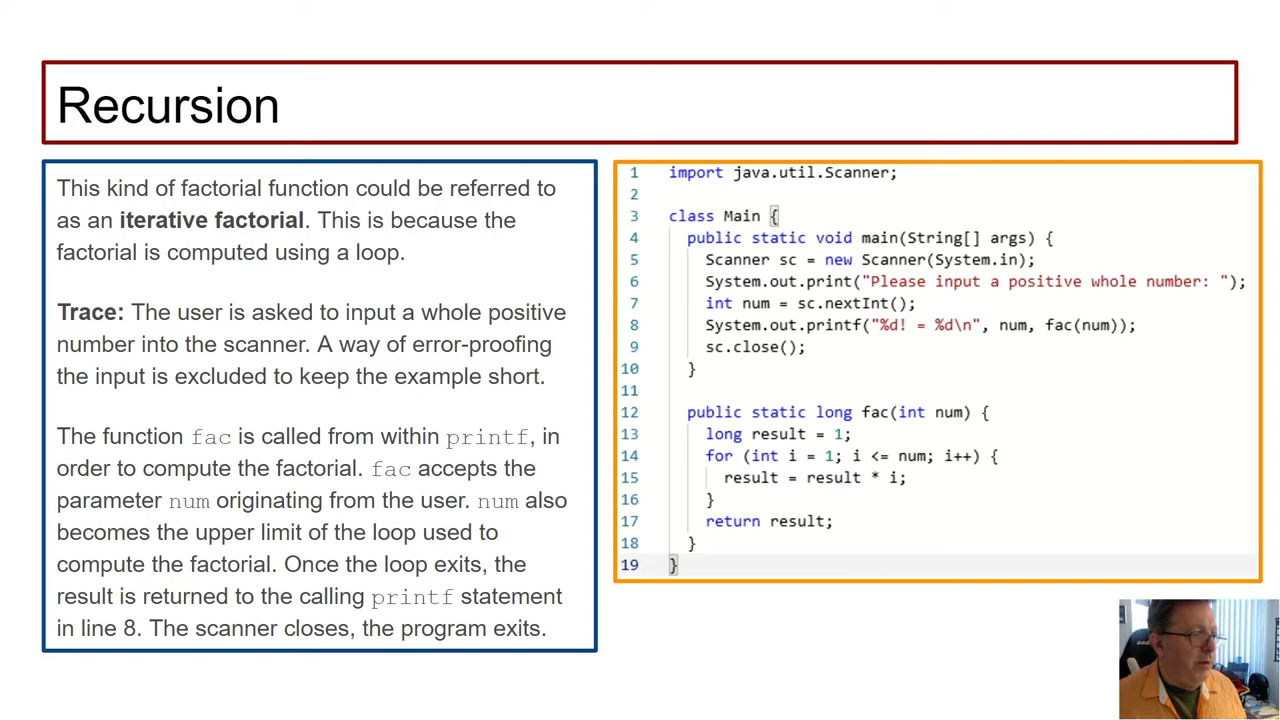 Recursion
This kind of factorial function could be referred to
as an iterative factorial. This is because the
factorial is computed using a loop.
Trace: The user is asked to input a whole positive
number into the scanner. A way of error-proofing
the input is excluded to keep the example short.
The function fac is called from within printf, in
order to compute the factorial. fac accepts the
parameter num originating from the user. num also
becomes the upper limit of the loop used to
compute the factorial. Once the loop exits, the
result is returned to the calling printf statement
in line 8. The scanner closes, the program exits.
1 import java.util.Scanner;
2
3 class Main {
4 public static void main(String[] args) {
5 Scanner sc = new Scanner(System.in);
6 System.out.print("Please input a positive whole number: ");
7 int num = sc.nextInt();
8 System.out.printf("%d! = %d\n", num, fac(num));
9 sc.close();
10 }
11
12 public static long fac(int num) {
13 long result = 1;
14 for (int i = 1; i <= num; i++) {
15 result = result * i;
16 }
17 return result;
18 }
19 }